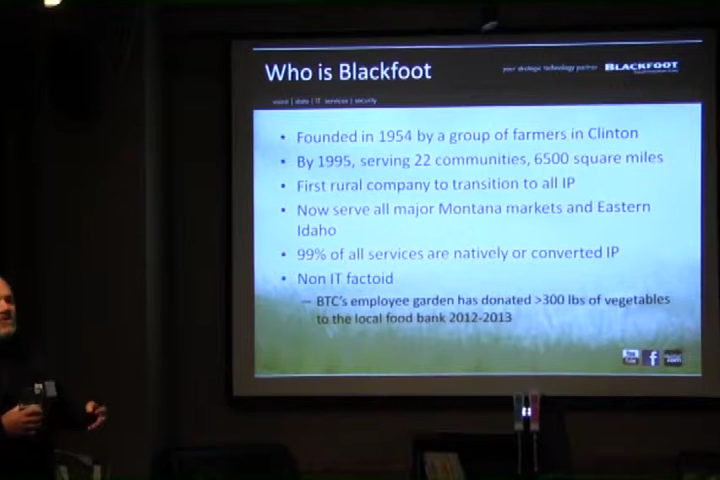 Who is Blackfoot
your strategic technology partner BLACKFOOT
voice | data | IT services | security
• Founded in 1954 by a group of farmers in Clinton
• By 1995, serving 22 communities, 6500 square miles
• First rural company to transition to all IP
• Now serve all major Montana markets and Eastern
Idaho
• 99% of all services are natively or converted IP
• Non IT factoid
– BTC's employee garden has donated >300 lbs of vegetables
to the local food bank 2012-2013
You
Tube f